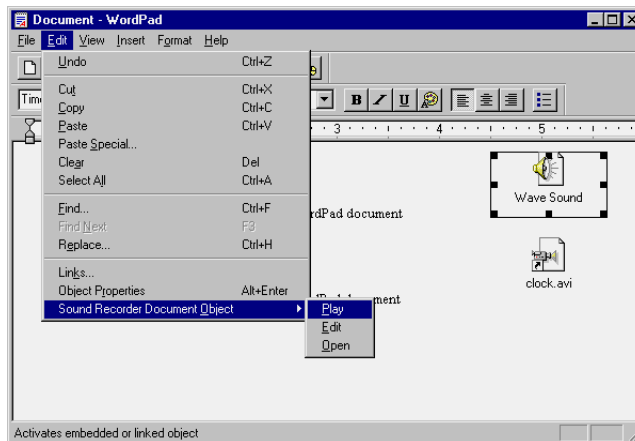 Document - WordPad
File Edit View Insert Format Help
Undo Ctrl+Z
Cut Ctrl+X
Copy Ctrl+C
Paste Ctrl+V
Paste Special...
Clear Del
Select All Ctrl+A
Find... Ctrl+F
Find Next F3
Replace... Ctrl+H
Links...
Object Properties Alt+Enter
Sound Recorder Document Object
Play
Edit
Open
Tim
B I U
3 4 5
rdPad document
Wave Sound
clock.avi
document
Activates embedded or linked object